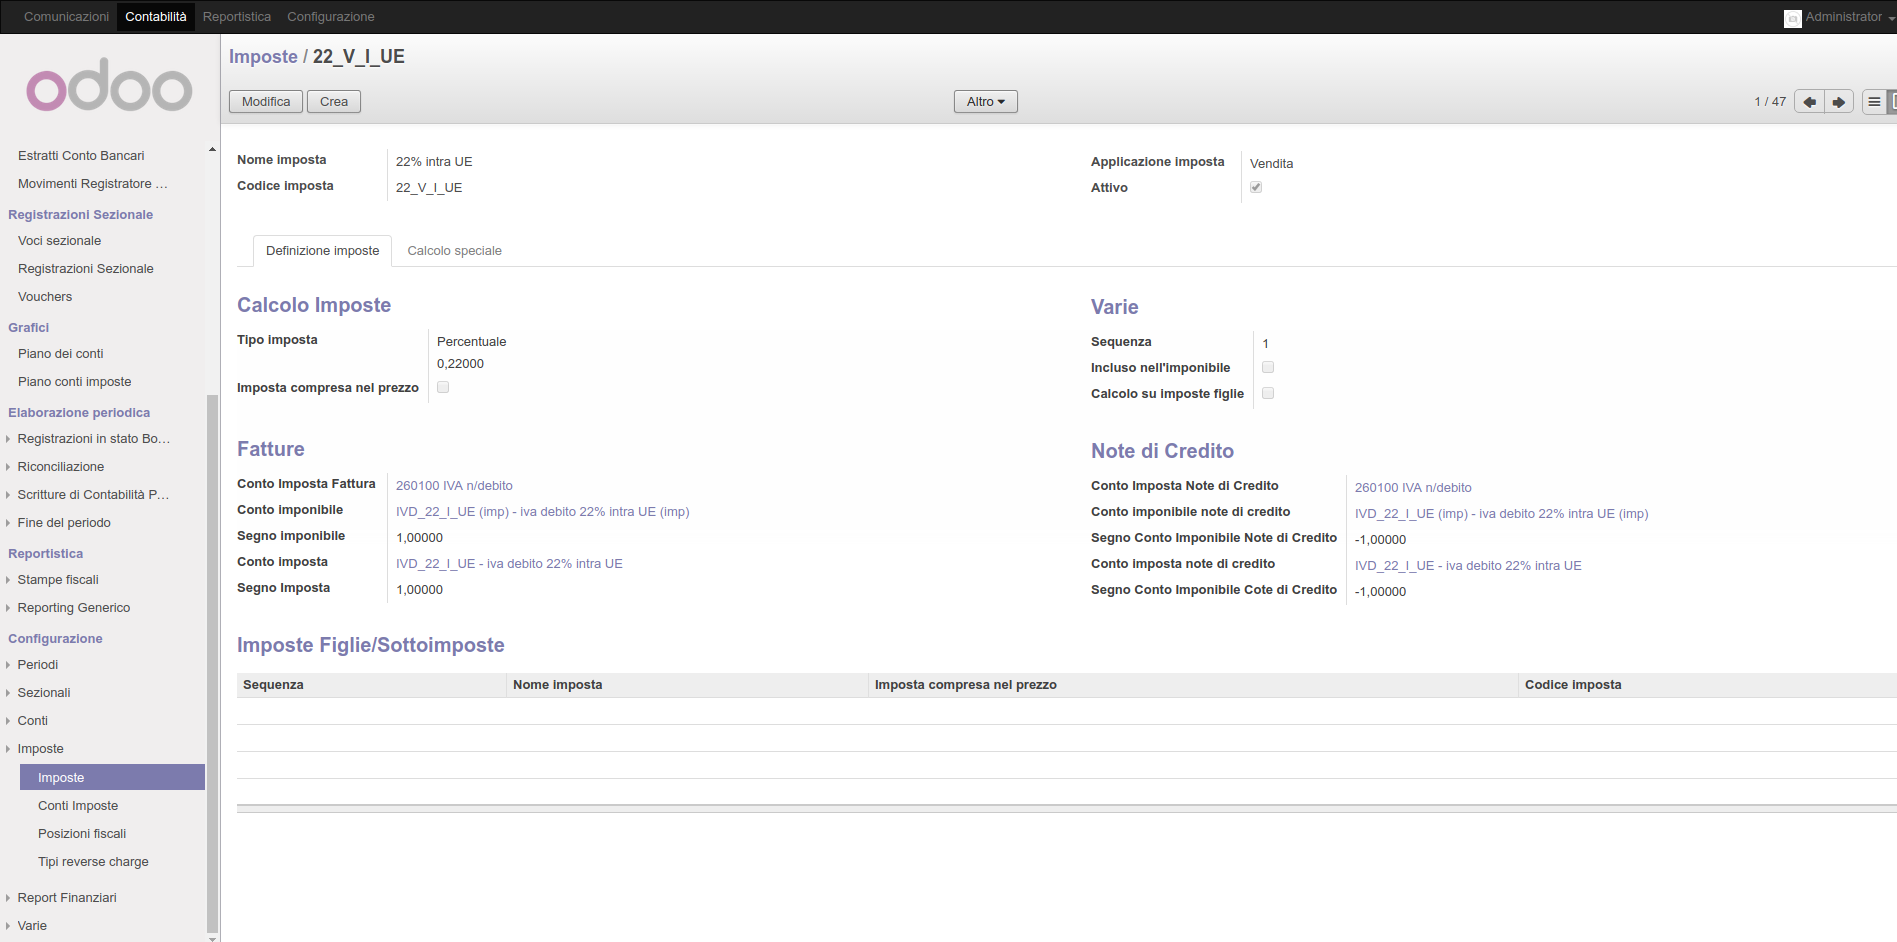 Comunicazioni Contabilità Reportistica Configurazione Administrator
odoo
Imposte / 22_V_I_UE
Modifica Crea Altro 1 / 47
Estratti Conto Bancari
Movimenti Registratore ...
Registrazioni Sezionale
Voci sezionale
Registrazioni Sezionale
Vouchers
Grafici
Piano dei conti
Piano conti imposte
Elaborazione periodica
Registrazioni in stato Bo...
Riconciliazione
Scritture di Contabilità P...
Fine del periodo
Reportistica
Stampe fiscali
Reporting Generico
Configurazione
Periodi
Sezionali
Conti
Imposte
Imposte
Conti Imposte
Posizioni fiscali
Tipi reverse charge
Report Finanziari
Varie
Nome imposta 22% intra UE
Codice imposta 22_V_I_UE
Applicazione imposta Vendita
Attivo
Definizione imposte Calcolo speciale
Calcolo Imposte
Tipo imposta Percentuale
0,22000
Imposta compresa nel prezzo
Varie
Sequenza 1
Incluso nell'imponibile
Calcolo su imposte figlie
Fatture
Conto Imposta Fattura 260100 IVA n/debito
Conto imponibile IVD_22_I_UE (imp) - iva debito 22% intra UE (imp)
Segno imponibile 1,00000
Conto imposta IVD_22_I_UE - iva debito 22% intra UE
Segno Imposta 1,00000
Note di Credito
Conto Imposta Note di Credito 260100 IVA n/debito
Conto imponibile note di credito IVD_22_I_UE (imp) - iva debito 22% intra UE (imp)
Segno Conto Imponibile Note di Credito -1,00000
Conto imposta note di credito IVD_22_I_UE - iva debito 22% intra UE
Segno Conto Imponibile Cote di Credito -1,00000
Imposte Figlie/Sottoimposte
Sequenza Nome imposta Imposta compresa nel prezzo Codice imposta